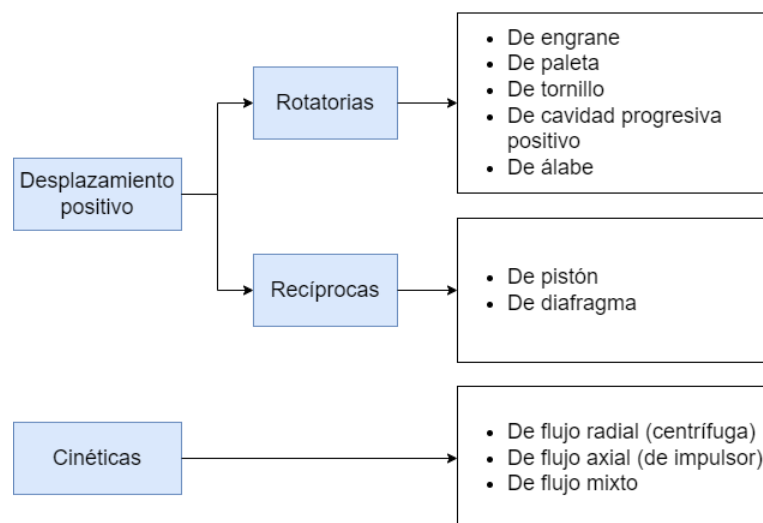 • De engrane
• De paleta
• De tornillo
• De cavidad progresiva
positivo
• De álabe
Rotatorias
Desplazamiento
positivo
Recíprocas
• De pistón
• De diafragma
Cinéticas
• De flujo radial (centrífuga)
• De flujo axial (de impulsor)
• De flujo mixto